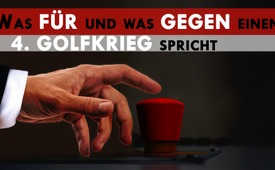 WAS FÜR UND WAS GEGEN EINEN
4. GOLFKRIEG SPRICHT